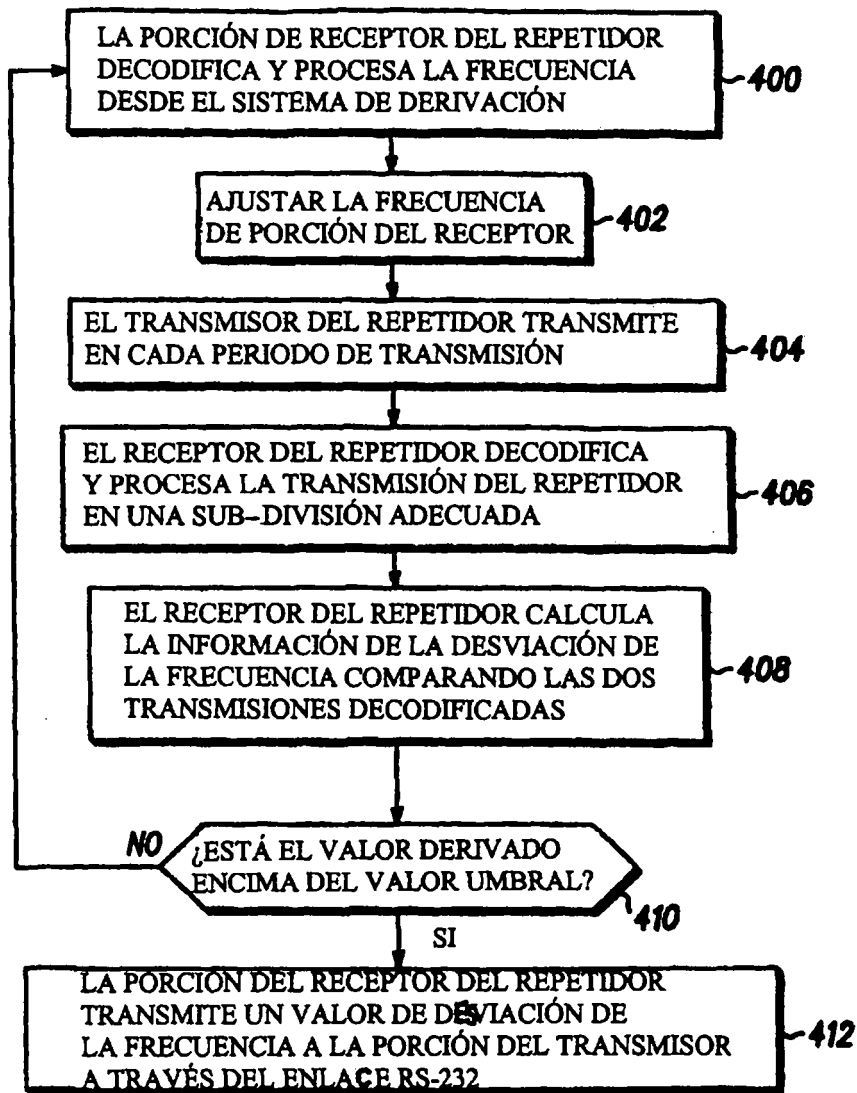 LA PORCIÓN DE RECEPTOR DEL REPETIDOR
DECODIFICA Y PROCESA LA FRECUENCIA
DESDE EL SISTEMA DE DERIVACIÓN
400
AJUSTAR LA FRECUENCIA
DE PORCIÓN DEL RECEPTOR
402
EL TRANSMISOR DEL REPETIDOR TRANSMITE
EN CADA PERIODO DE TRANSMISIÓN
404
EL RECEPTOR DEL REPETIDOR DECODIFICA
Y PROCESA LA TRANSMISIÓN DEL REPETIDOR
EN UNA SUB-DIVISIÓN ADECUADA
406
EL RECEPTOR DEL REPETIDOR CALCULA
LA INFORMACIÓN DE LA DESVIACIÓN DE
LA FRECUENCIA COMPARANDO LAS DOS
TRANSMISIONES DECODIFICADAS
408
NO
¿ESTÁ EL VALOR DERIVADO
ENCIMA DEL VALOR UMBRAL?
410
SI
LA PORCIÓN DEL RECEPTOR DEL REPETIDOR
TRANSMITE UN VALOR DE DESVIACIÓN DE
LA FRECUENCIA A LA PORCIÓN DEL TRANSMISOR
A TRAVÉS DEL ENLACE RS-232
412